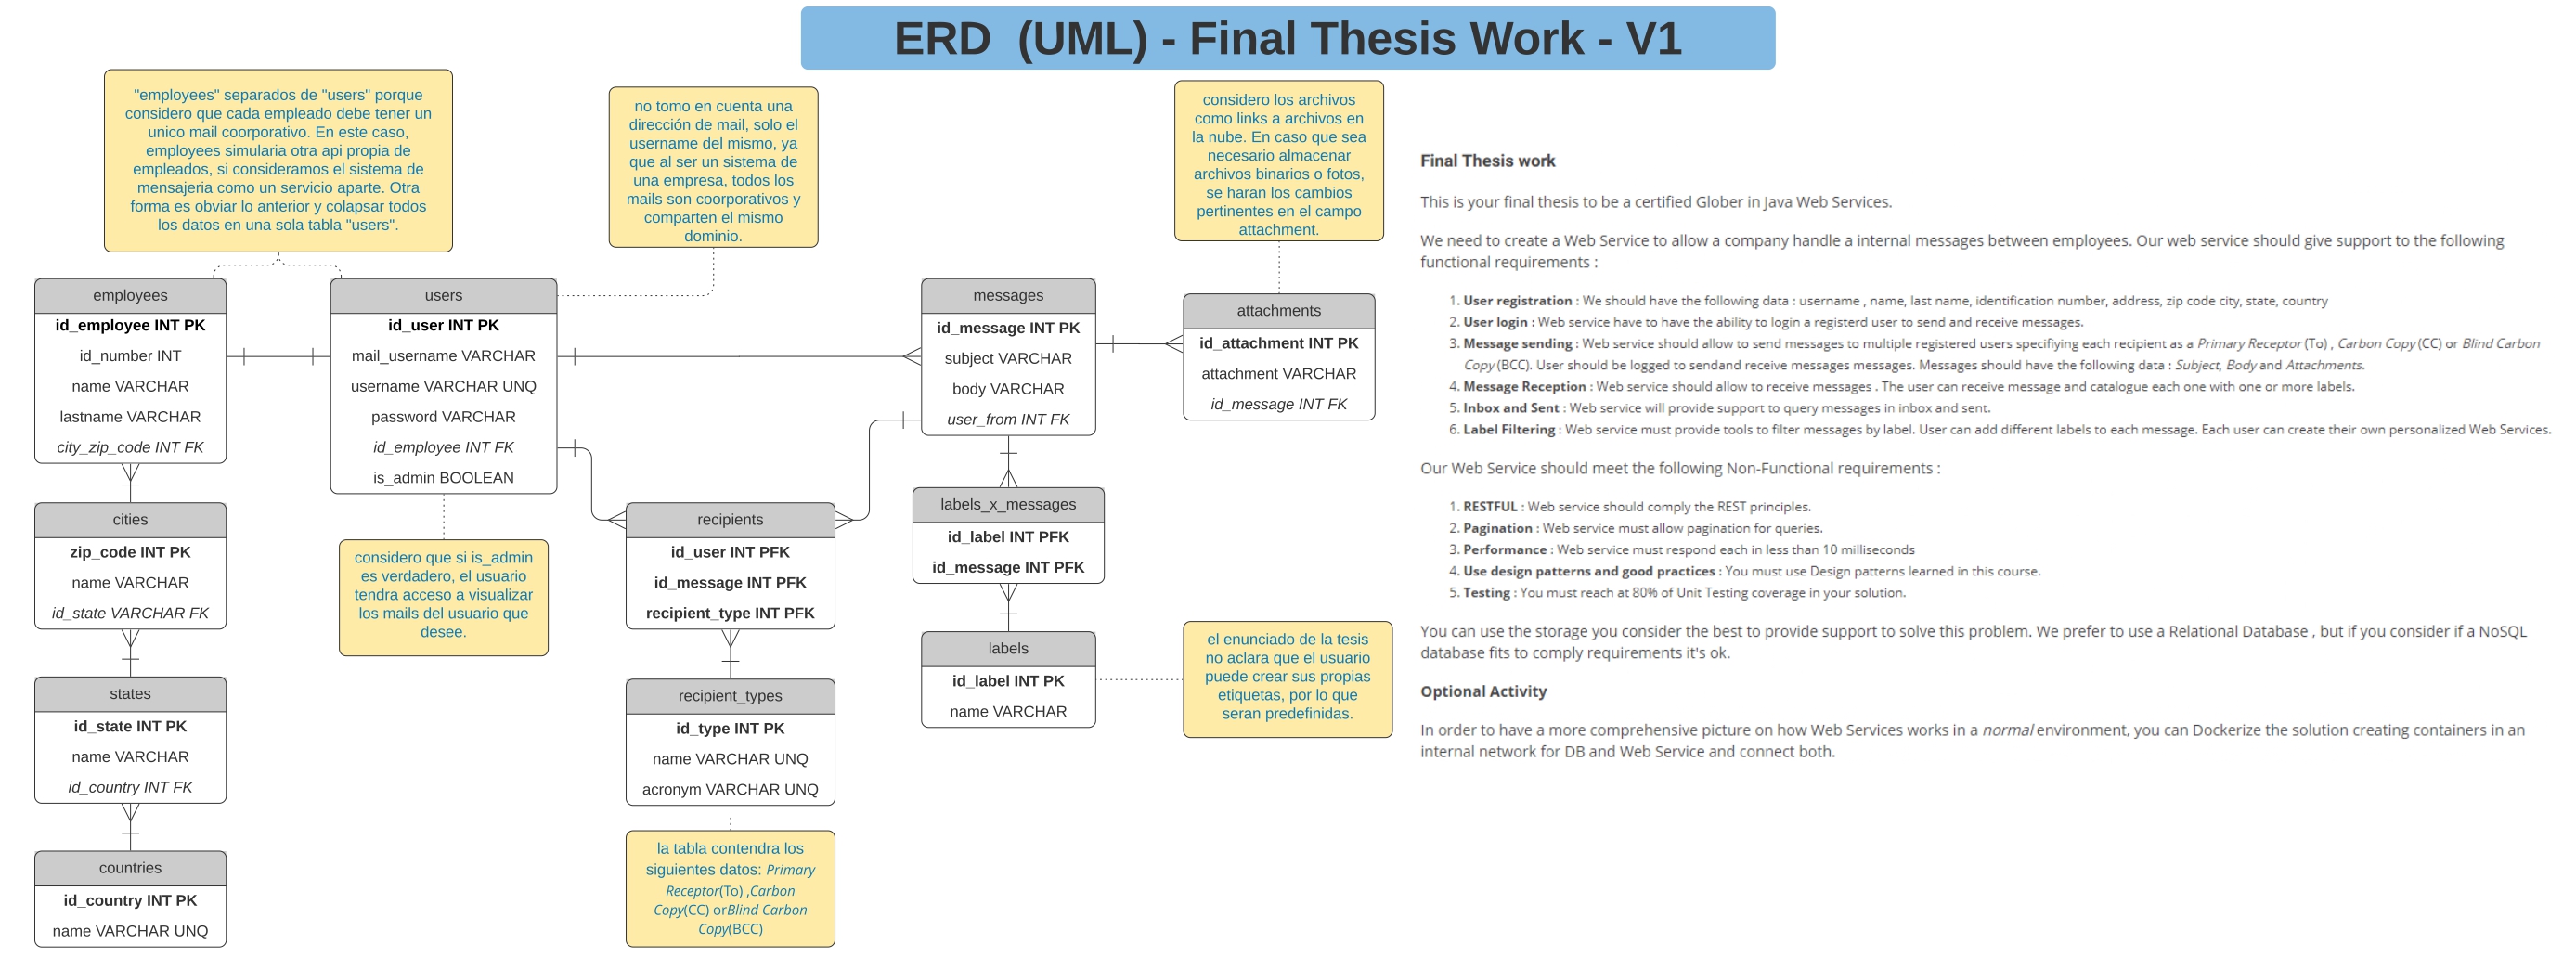 ERD  (UML) - Final Thesis Work - V1
"employees" separados de "users" porque
considero que cada empleado debe tener un
unico mail coorporativo. En este caso,
employees simularia otra api propia de
empleados, si consideramos el sistema de
mensajeria como un servicio aparte. Otra
forma es obviar lo anterior y colapsar todos
los datos en una sola tabla "users".
no tomo en cuenta una
dirección de mail, solo el
username del mismo, ya
que al ser un sistema de
una empresa, todos los
mails son coorporativos y
comparten el mismo
dominio.
considero los archivos
como links a archivos en
la nube. En caso que sea
necesario almacenar
archivos binarios o fotos,
se haran los cambios
pertinentes en el campo
attachment.
employees
id_employee INT PK
id_number INT
name VARCHAR
lastname VARCHAR
city_zip_code INT FK
users
id_user INT PK
mail_username VARCHAR
username VARCHAR UNQ
password VARCHAR
id_employee INT FK
is_admin BOOLEAN
messages
id_message INT PK
subject VARCHAR
body VARCHAR
user_from INT FK
attachments
id_attachment INT PK
attachment VARCHAR
id_message INT FK
cities
zip_code INT PK
name VARCHAR
id_state VARCHAR FK
considero que si is_admin
es verdadero, el usuario
tendra acceso a visualizar
los mails del usuario que
desee.
recipients
id_user INT PFK
id_message INT PFK
recipient_type INT PFK
labels_x_messages
id_label INT PFK
id_message INT PFK
states
id_state INT PK
name VARCHAR
id_country INT FK
recipient_types
id_type INT PK
name VARCHAR UNQ
acronym VARCHAR UNQ
labels
id_label INT PK
name VARCHAR
el enunciado de la tesis
no aclara que el usuario
puede crear sus propias
etiquetas, por lo que
seran predefinidas.
countries
id_country INT PK
name VARCHAR UNQ
la tabla contendra los
siguientes datos: Primary
Receptor(To) ,Carbon
Copy(CC) orBlind Carbon
Copy(BCC)
Final Thesis work
This is your final thesis to be a certified Glober in Java Web Services.
We need to create a Web Service to allow a company handle a internal messages between employees. Our web service should give support to the following
functional requirements :
1. User registration : We should have the following data : username , name, last name, identification number, address, zip code city, state, country
2. User login : Web service have to have the ability to login a registerd user to send and receive messages.
3. Message sending : Web service should allow to send messages to multiple registered users specifiying each recipient as a Primary Receptor (To) , Carbon Copy (CC) or Blind Carbon
Copy (BCC). User should be logged to sendand receive messages messages. Messages should have the following data : Subject, Body and Attachments.
4. Message Reception : Web service should allow to receive messages . The user can receive message and catalogue each one with one or more labels.
5. Inbox and Sent : Web service will provide support to query messages in inbox and sent.
6. Label Filtering : Web service must provide tools to filter messages by label. User can add different labels to each message. Each user can create their own personalized Web Services.
Our Web Service should meet the following Non-Functional requirements :
1. RESTFUL : Web service should comply the REST principles.
2. Pagination : Web service must allow pagination for queries.
3. Performance : Web service must respond each in less than 10 milliseconds
4. Use design patterns and good practices : You must use Design patterns learned in this course.
5. Testing : You must reach at 80% of Unit Testing coverage in your solution.
You can use the storage you consider the best to provide support to solve this problem. We prefer to use a Relational Database , but if you consider if a NoSQL
database fits to comply requirements it's ok.
Optional Activity
In order to have a more comprehensive picture on how Web Services works in a normal environment, you can Dockerize the solution creating containers in an
internal network for DB and Web Service and connect both.